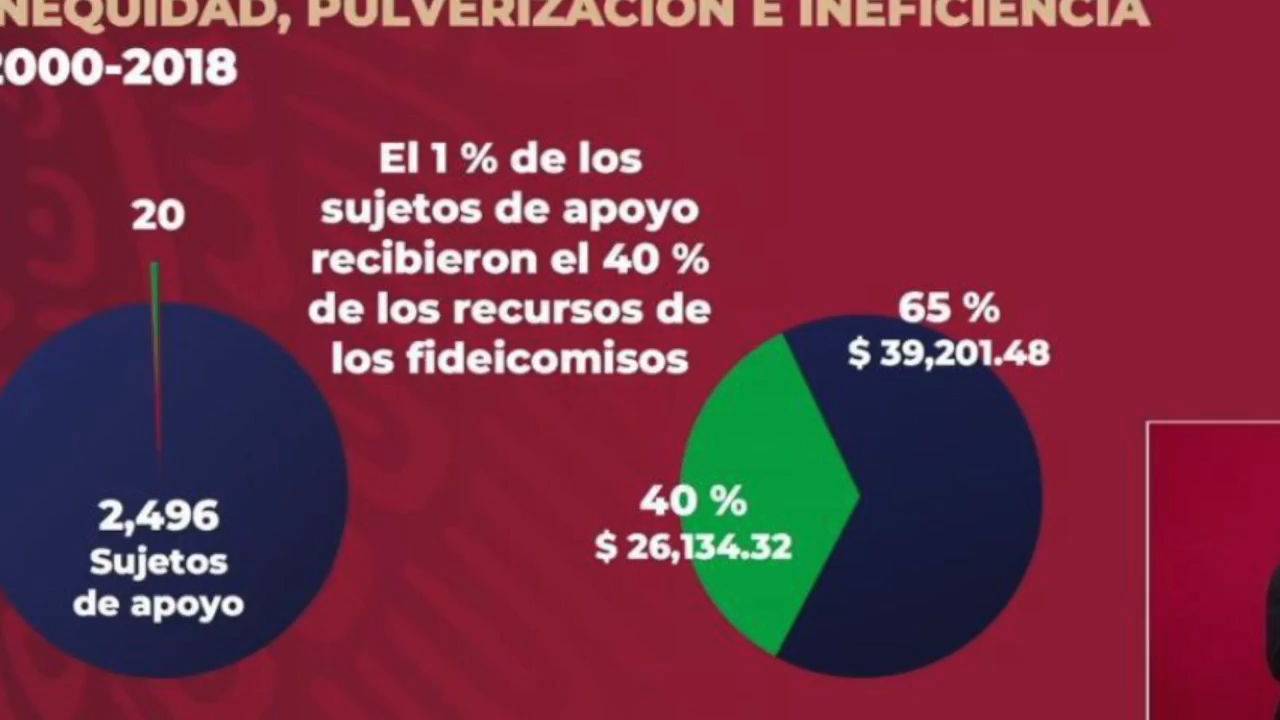 NEQUIDAD, PULVERIZACIÓN E INEFICIENCIA
2000-2018
20
El 1 % de los
sujetos de apoyo
recibieron el 40 %
de los recursos de
los fideicomisos
65 %
$ 39,201.48
40 %
$ 26,134.32
2,496
Sujetos
de apoyo